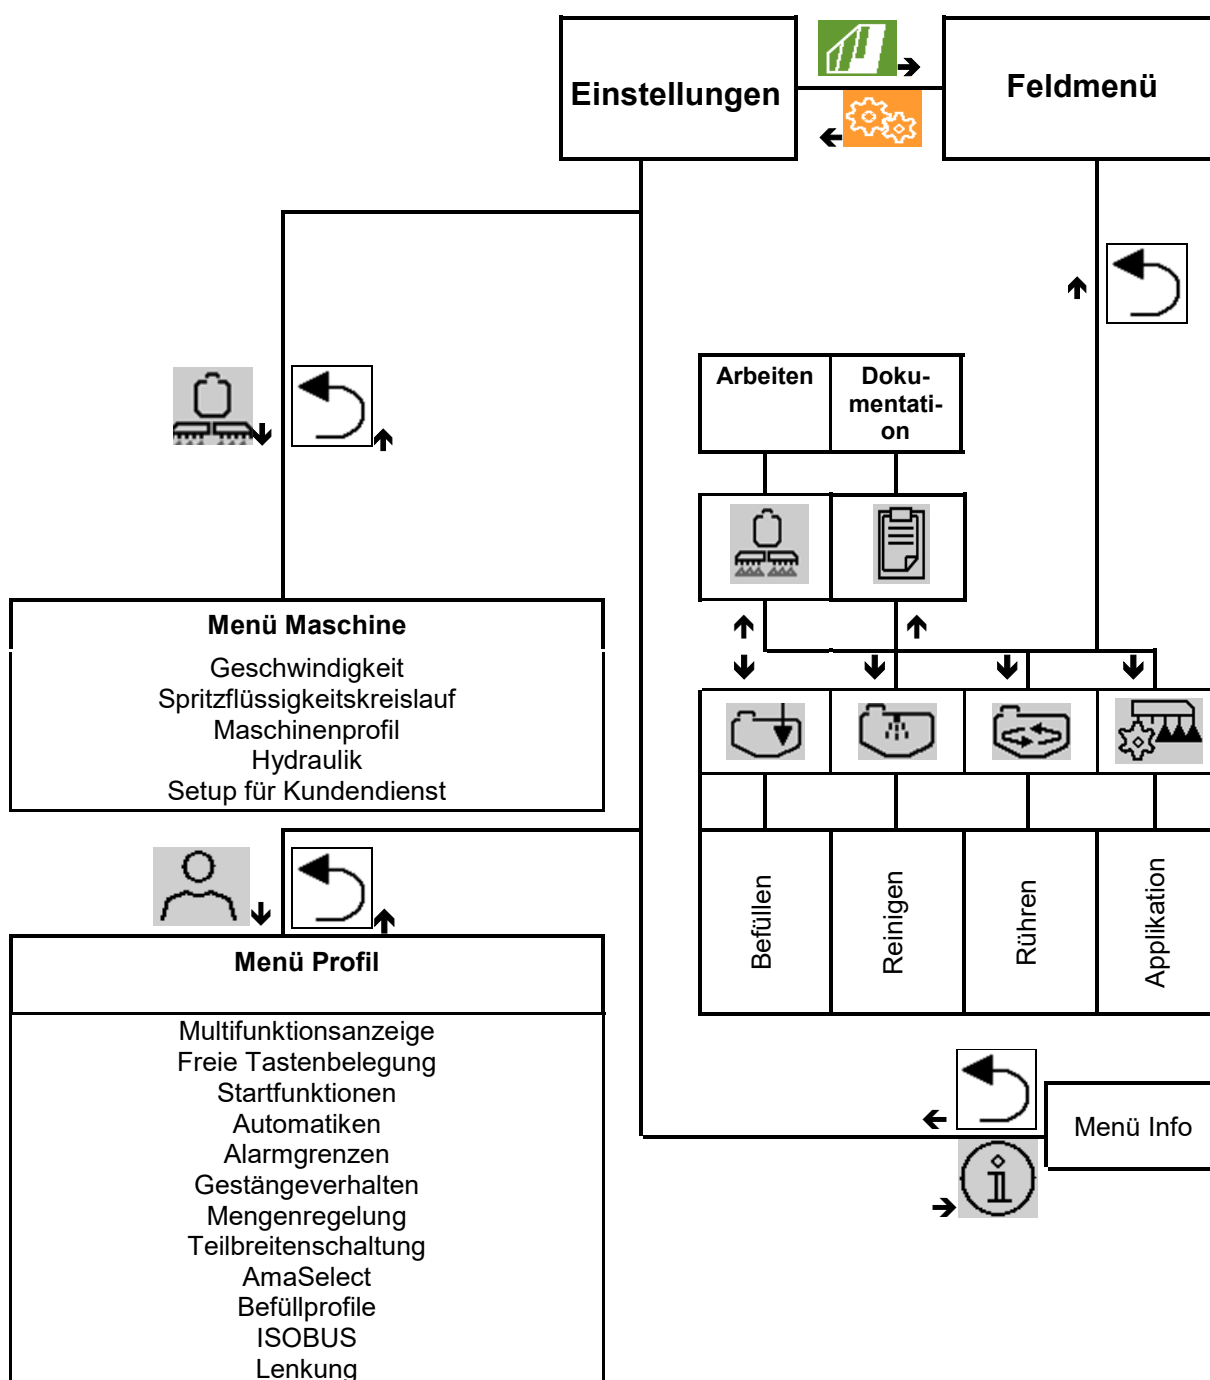 Einstellungen
Feldmenü
Arbeiten
Doku-
mentati-
on
Menü Maschine
Geschwindigkeit
Spritzflüssigkeitskreislauf
Maschinenprofil
Hydraulik
Setup für Kundendienst
Befüllen
Reinigen
Rühren
Applikation
Menü Profil
Multifunktionsanzeige
Freie Tastenbelegung
Startfunktionen
Automatiken
Alarmgrenzen
Gestängeverhalten
Mengenregelung
Teilbreitenschaltung
AmaSelect
Befüllprofile
ISOBUS
Lenkung
Menü Info